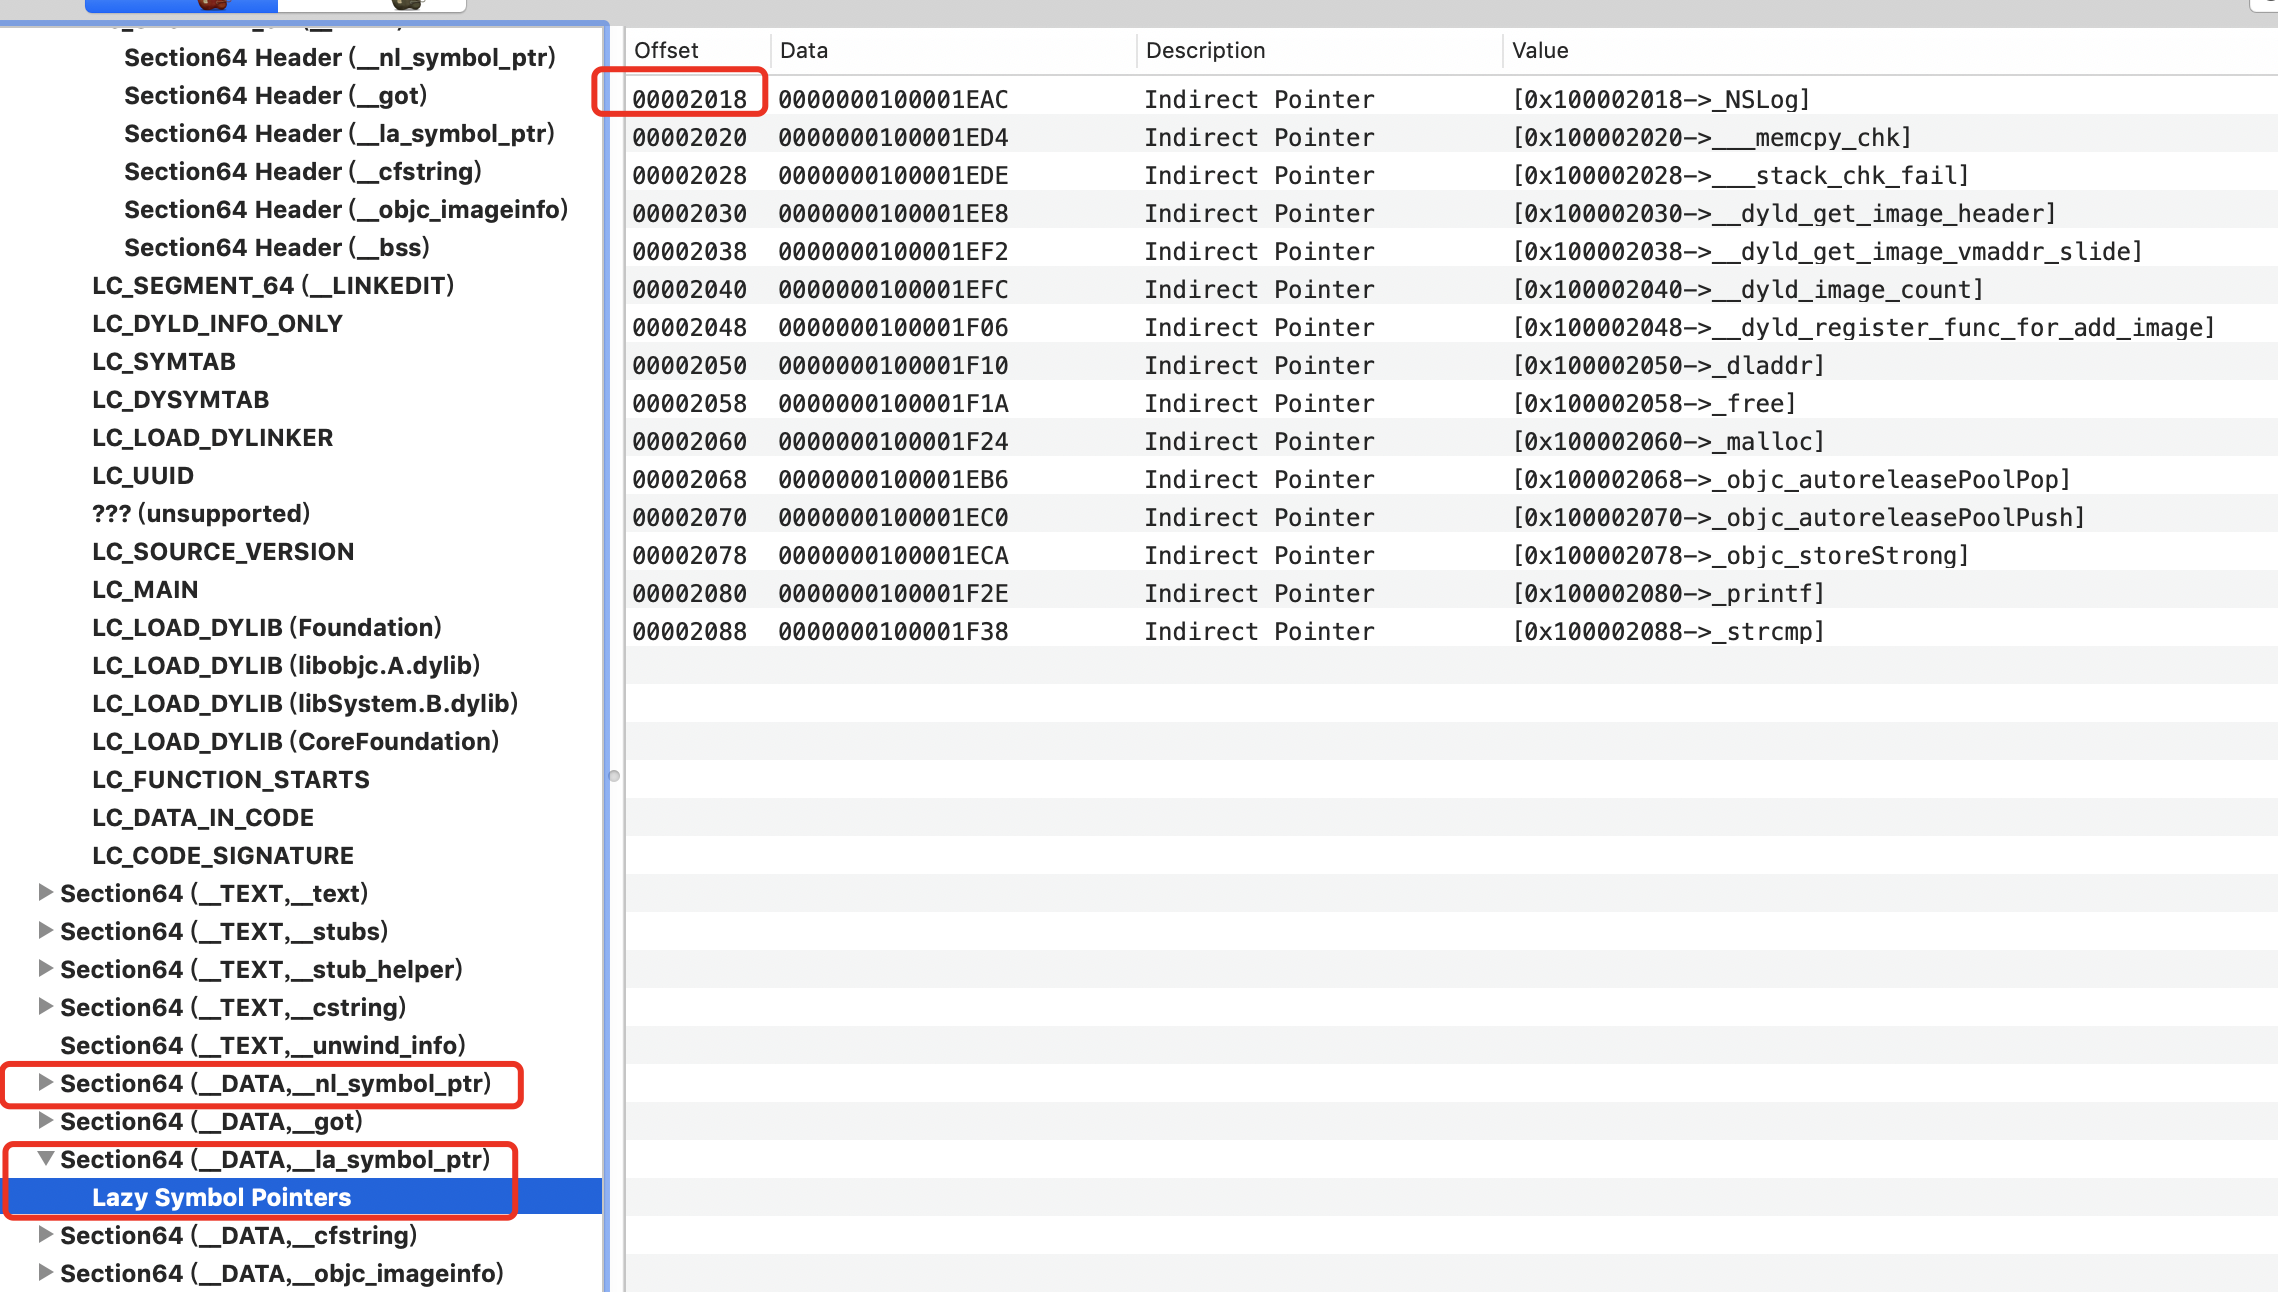 Section64 Header (__nl_symbol_ptr)
Section64 Header (__got)
Section64 Header (__la_symbol_ptr)
Section64 Header (__cfstring)
Section64 Header (__objc_imageinfo)
Section64 Header (__bss)
LC_SEGMENT_64 (__LINKEDIT)
LC_DYLD_INFO_ONLY
LC_SYMTAB
LC_DYSYMTAB
LC_LOAD_DYLINKER
LC_UUID
??? (unsupported)
LC_SOURCE_VERSION
LC_MAIN
LC_LOAD_DYLIB (Foundation)
LC_LOAD_DYLIB (libobjc.A.dylib)
LC_LOAD_DYLIB (libSystem.B.dylib)
LC_LOAD_DYLIB (CoreFoundation)
LC_FUNCTION_STARTS
LC_DATA_IN_CODE
LC_CODE_SIGNATURE
Section64 (__TEXT,__text)
Section64 (__TEXT,__stubs)
Section64 (__TEXT,__stub_helper)
Section64 (__TEXT,__cstring)
Section64 (__TEXT,__unwind_info)
Section64 (__DATA,__nl_symbol_ptr)
Section64 (__DATA,__got)
Section64 (__DATA,__la_symbol_ptr)
Lazy Symbol Pointers
Section64 (__DATA,__cfstring)
Section64 (__DATA,__objc_imageinfo)
Offset Data Description Value
00002018 0000000100001EAC Indirect Pointer [0x100002018->_NSLog]
00002020 0000000100001ED4 Indirect Pointer [0x100002020->___memcpy_chk]
00002028 0000000100001EDE Indirect Pointer [0x100002028->___stack_chk_fail]
00002030 0000000100001EE8 Indirect Pointer [0x100002030->__dyld_get_image_header]
00002038 0000000100001EF2 Indirect Pointer [0x100002038->__dyld_get_image_vmaddr_slide]
00002040 0000000100001EFC Indirect Pointer [0x100002040->__dyld_image_count]
00002048 0000000100001F06 Indirect Pointer [0x100002048->__dyld_register_func_for_add_image]
00002050 0000000100001F10 Indirect Pointer [0x100002050->_dladdr]
00002058 0000000100001F1A Indirect Pointer [0x100002058->_free]
00002060 0000000100001F24 Indirect Pointer [0x100002060->_malloc]
00002068 0000000100001EB6 Indirect Pointer [0x100002068->_objc_autoreleasePoolPop]
00002070 0000000100001EC0 Indirect Pointer [0x100002070->_objc_autoreleasePoolPush]
00002078 0000000100001ECA Indirect Pointer [0x100002078->_objc_storeStrong]
00002080 0000000100001F2E Indirect Pointer [0x100002080->_printf]
00002088 0000000100001F38 Indirect Pointer [0x100002088->_strcmp]